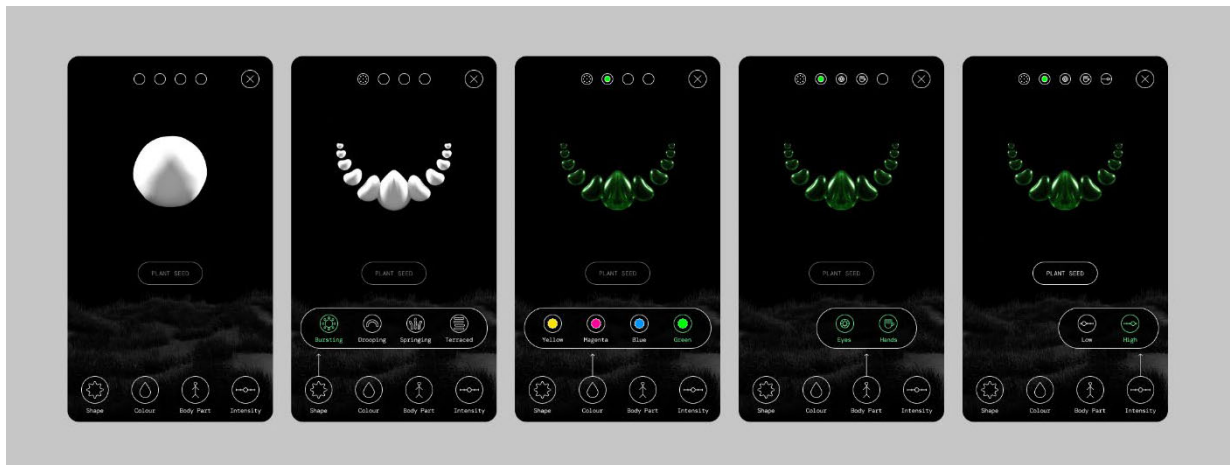 PLANT SEED
Shape Colour Body Part Intensity
PLANT SEED
Bursting Drooping Springing Terraced
Shape Colour Body Part Intensity
PLANT SEED
Yellow Magenta Blue Green
Shape Colour Body Part Intensity
PLANT SEED
Eyes Hands
Shape Colour Body Part Intensity
PLANT SEED
Low High
Shape Colour Body Part Intensity